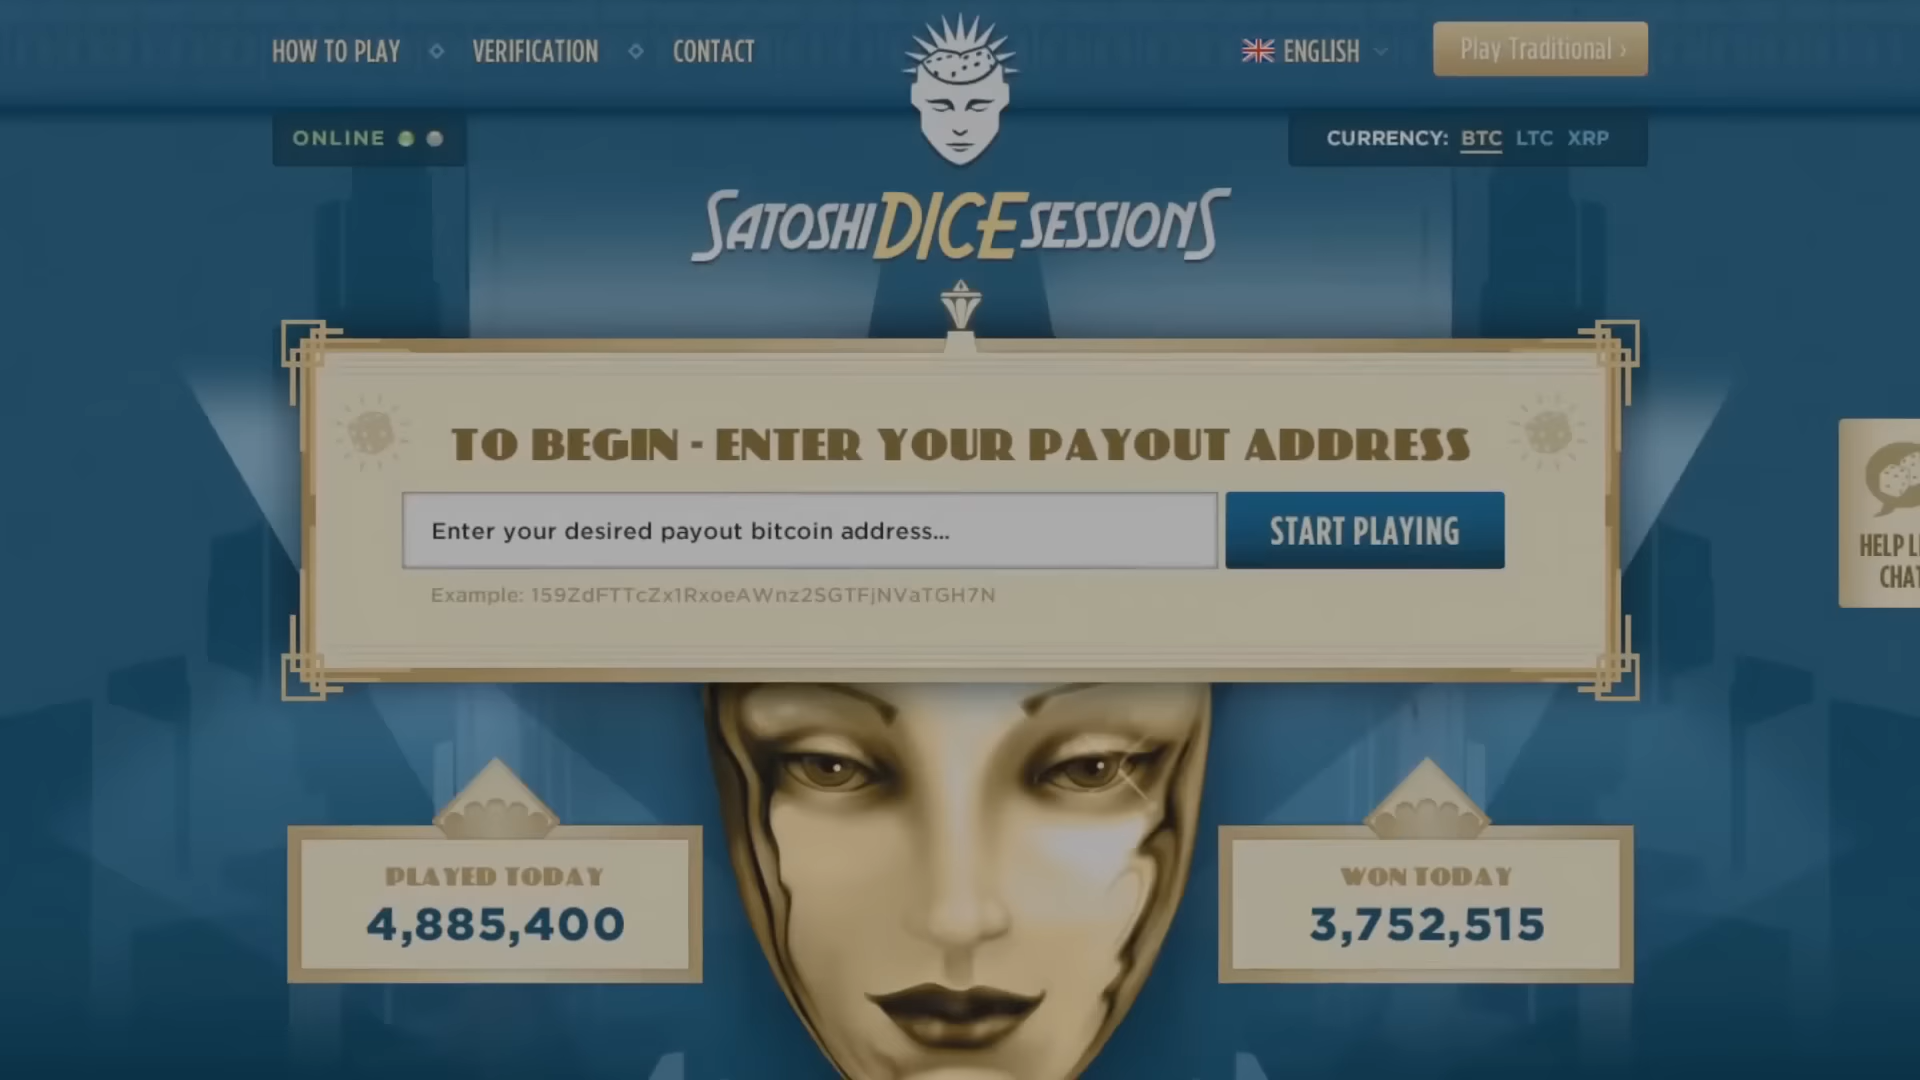 HOW TO PLAY
VERIFICATION
CONTACT
ENGLISH
Play Traditional ›
ONLINE
CURRENCY: BTC LTC XRP
SATOSHIDICESESSIONS
TO BEGIN - ENTER YOUR PAYOUT ADDRESS
Enter your desired payout bitcoin address...
START PLAYING
Example: 159ZdFTTcZx1RxoeAWnz2SGTFjNVaTGH7N
HELP
PLAYED TODAY
4,885,400
WON TODAY
3,752,515